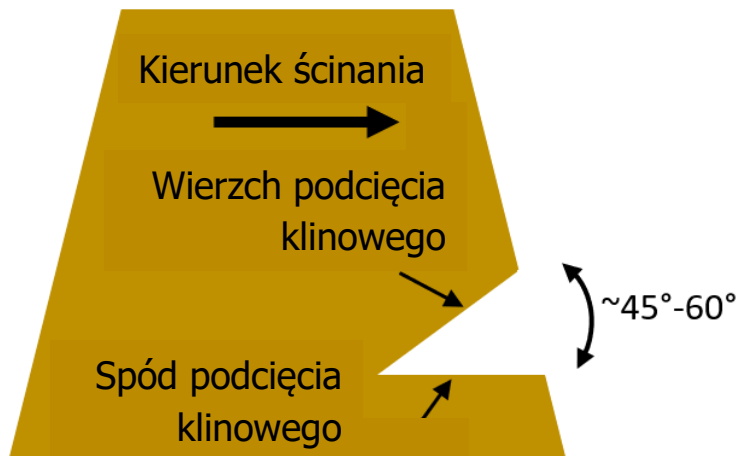 Kierunek ścinania
Wierzch podcięcia
klinowego
~45°-60°
Spód podcięcia
klinowego